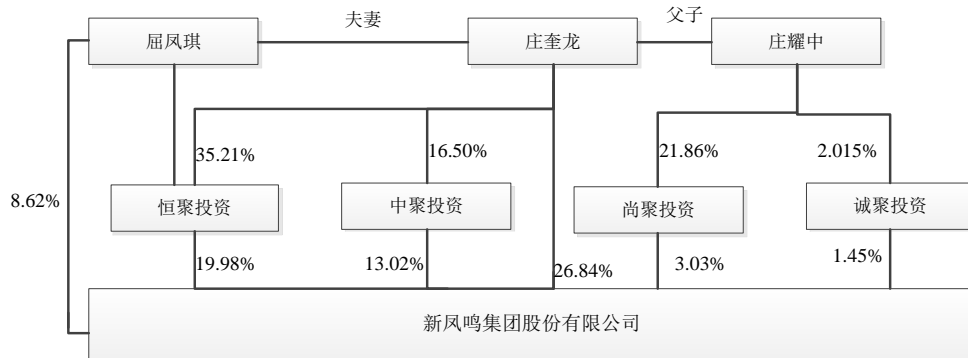 夫妻
父子
屈凤琪
庄奎龙
庄耀中
35.21%
16.50%
21.86%
2.015%
8.62%
恒聚投资
中聚投资
尚聚投资
诚聚投资
19.98%
13.02%
26.84%
3.03%
1.45%
新凤鸣集团股份有限公司